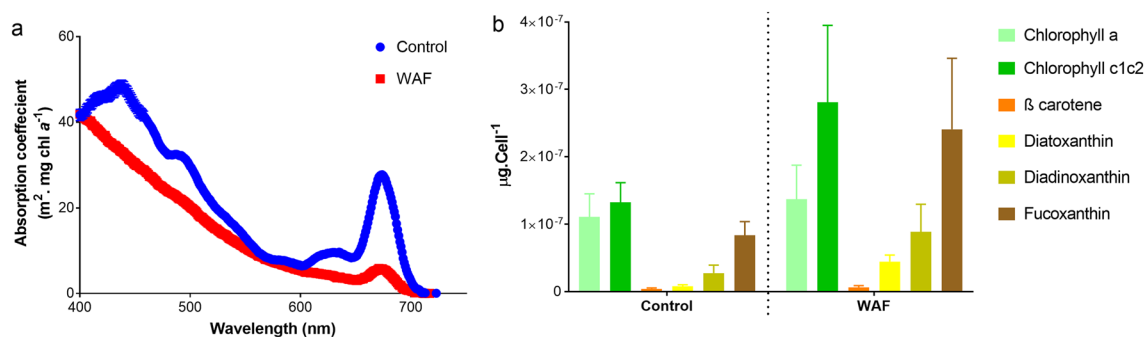 a
60
40
20
0
Absorption coeffecient
(m². mg chl a⁻¹)
Control
WAF
400
500
600
700
Wavelength (nm)
b
4×10⁻⁷
3×10⁻⁷
2×10⁻⁷
1×10⁻⁷
0
µg.Cell⁻¹
Control
WAF
Chlorophyll a
Chlorophyll c1c2
ß carotene
Diatoxanthin
Diadinoxanthin
Fucoxanthin